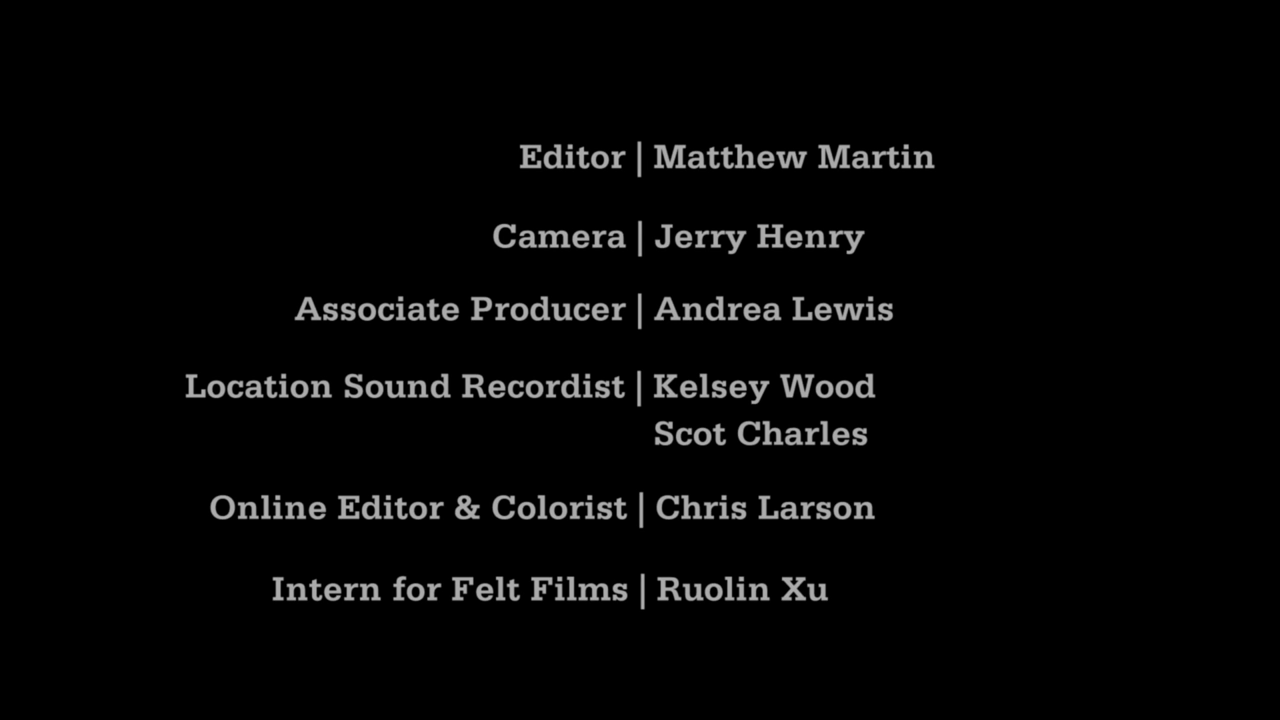 Editor | Matthew Martin
Camera | Jerry Henry
Associate Producer | Andrea Lewis
Location Sound Recordist | Kelsey Wood
Scot Charles
Online Editor & Colorist | Chris Larson
Intern for Felt Films | Ruolin Xu